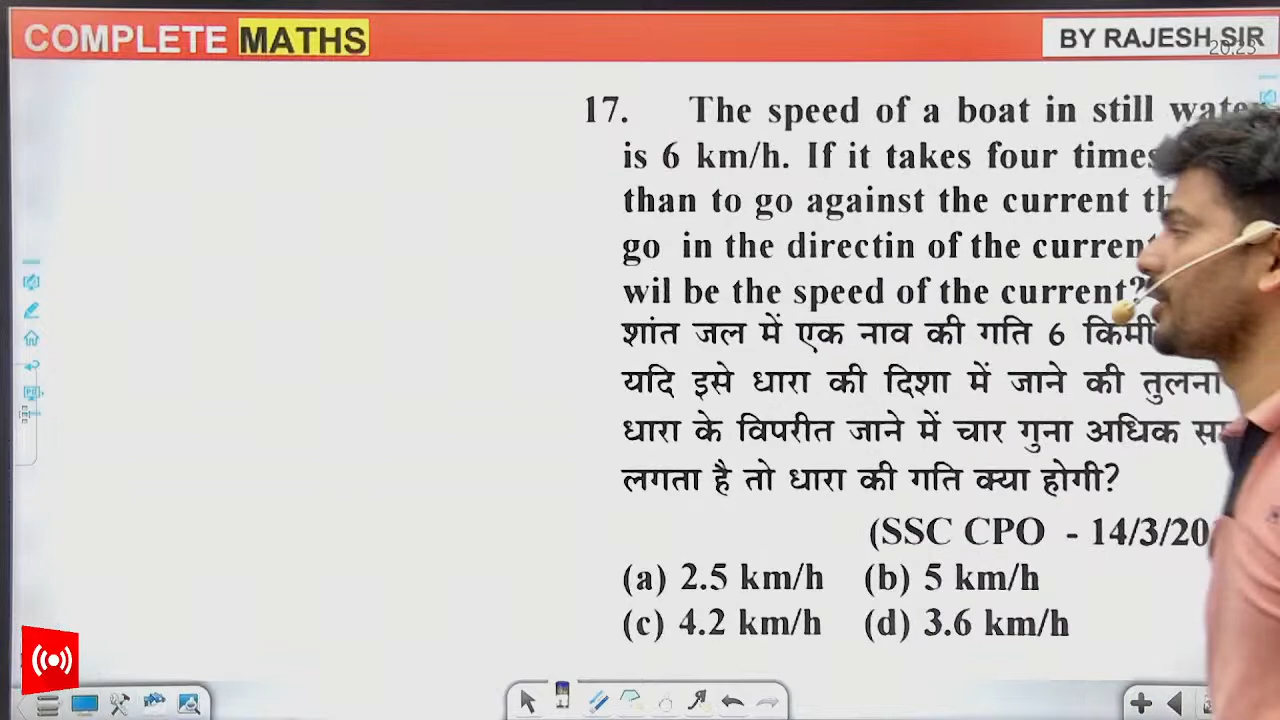 COMPLETE MATHS
BY RAJESH SIR
20:23
17. The speed of a boat in still
is 6 km/h. If it takes four times
than to go against the current
go in the directin of the current
wil be the speed of the current?
शांत जल में एक नाव की गति 6 किमी
यदि इसे धारा की दिशा में जाने की तुलना
धारा के विपरीत जाने में चार गुना अधिक
लगता है तो धारा की गति क्या होगी?
(SSC CPO - 14/3/20
(a) 2.5 km/h (b) 5 km/h
(c) 4.2 km/h (d) 3.6 km/h